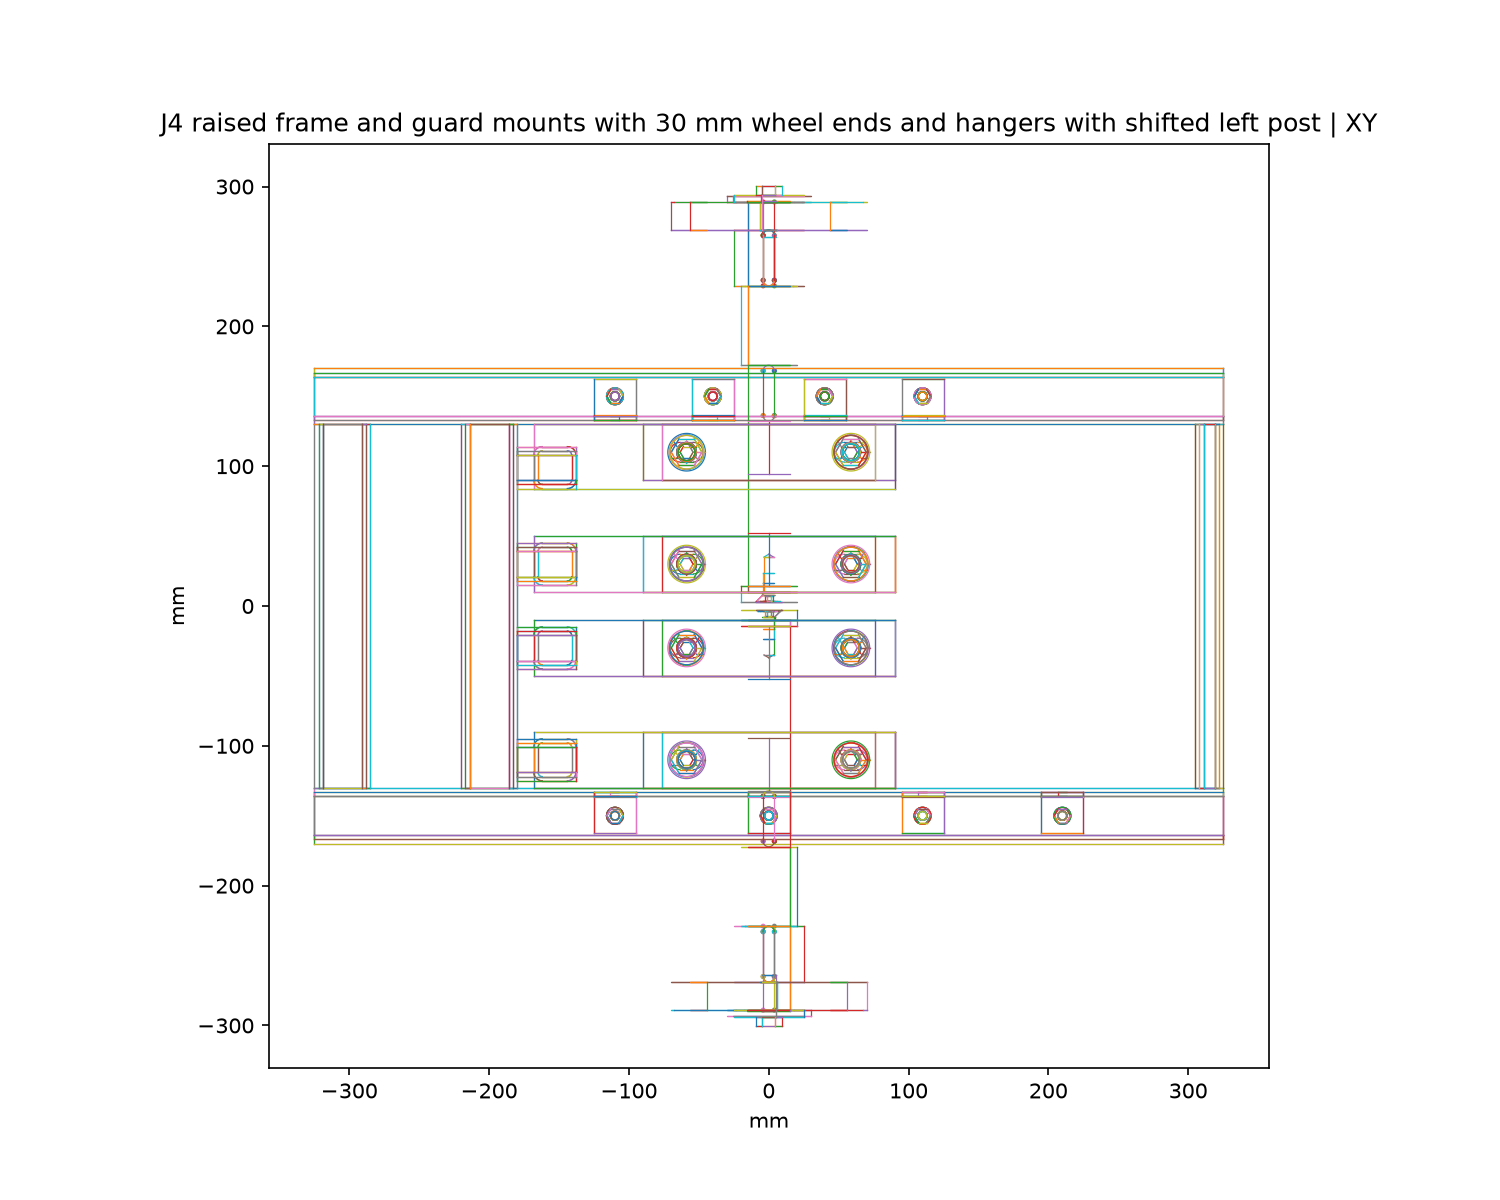 J4 raised frame and guard mounts with 30 mm wheel ends and hangers with shifted left post | XY
300
200
100
0
−100
−200
−300
mm
−300 −200 −100 0 100 200 300
mm